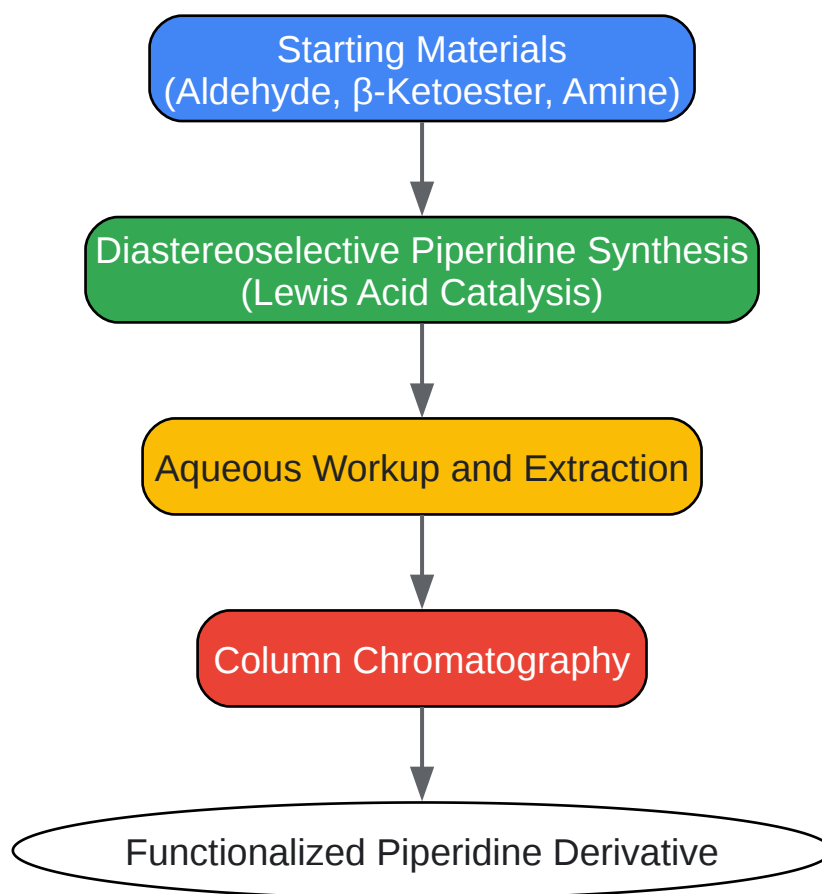 Starting Materials
(Aldehyde, β-Ketoester, Amine)
Diastereoselective Piperidine Synthesis
(Lewis Acid Catalysis)
Aqueous Workup and Extraction
Column Chromatography
Functionalized Piperidine Derivative